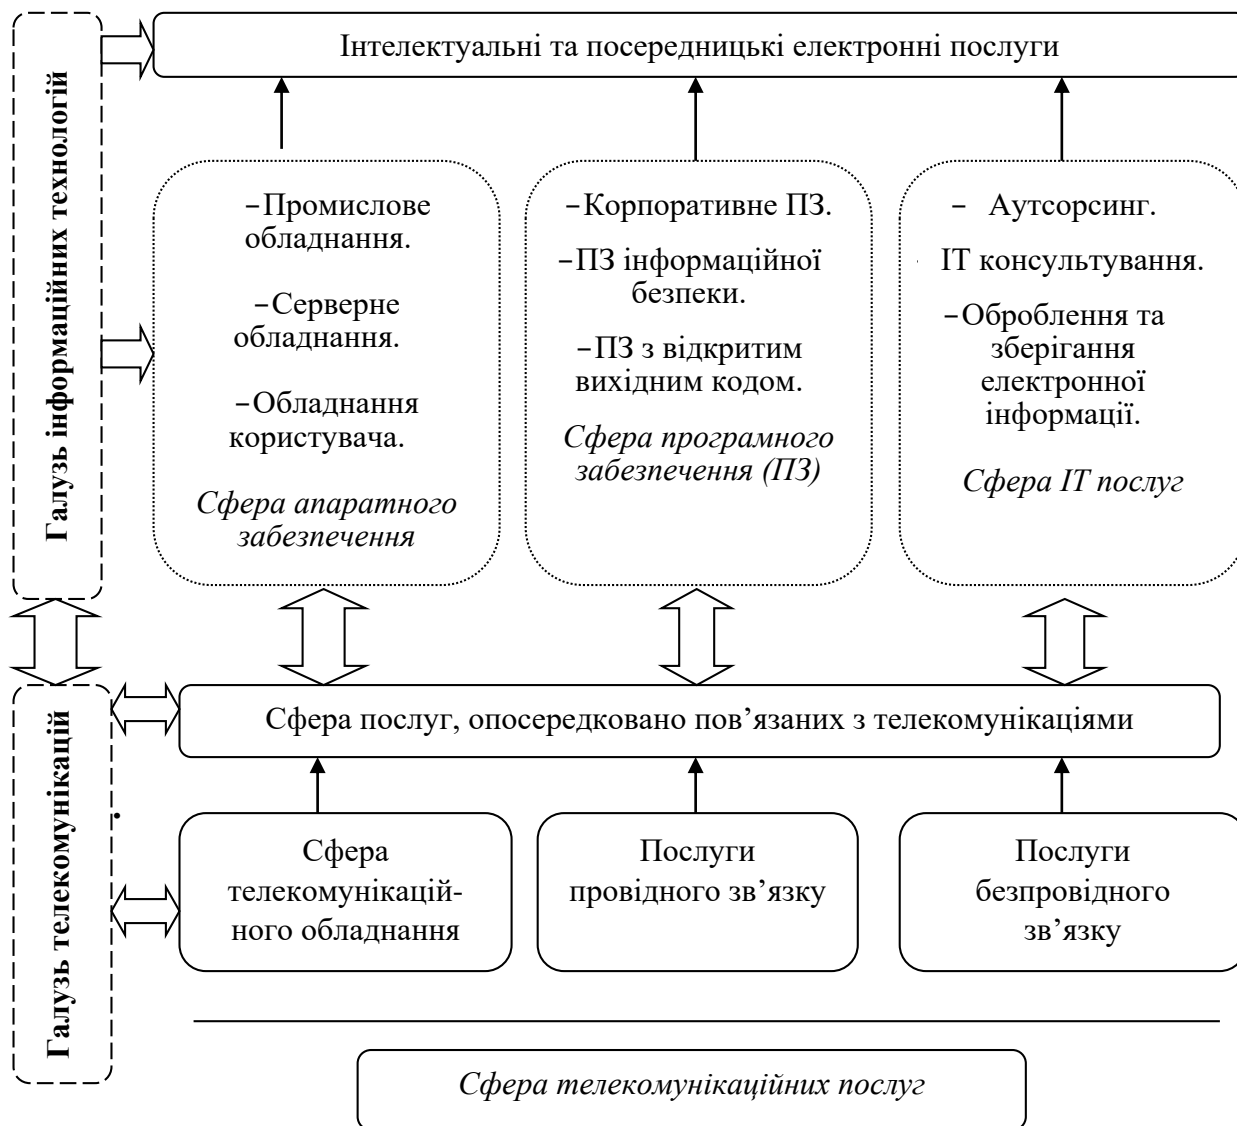 Галузь інформаційних технологій
Інтелектуальні та посередницькі електронні послуги
–Промислове
обладнання.
–Серверне
обладнання.
–Обладнання
користувача.
Сфера апаратного
забезпечення
–Корпоративне ПЗ.
–ПЗ інформаційної
безпеки.
–ПЗ з відкритим
вихідним кодом.
Сфера програмного
забезпечення (ПЗ)
– Аутсорсинг.
- ІТ консультування.
–Оброблення та
зберігання
електронної
інформації.
Сфера ІТ послуг
Галузь телекомунікацій
Сфера послуг, опосередковано пов’язаних з телекомунікаціями
.
Сфера
телекомунікацій-
ного обладнання
Послуги
провідного зв’язку
Послуги
безпровідного
зв’язку
Сфера телекомунікаційних послуг